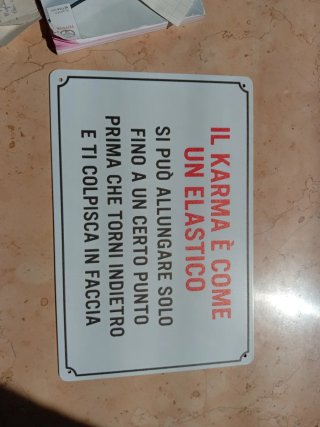 IL KARMA È COME
UN ELASTICO
SI PUÒ ALLUNGARE SOLO
FINO A UN CERTO PUNTO
PRIMA CHE TORNI INDIETRO
E TI COLPISCA IN FACCIA